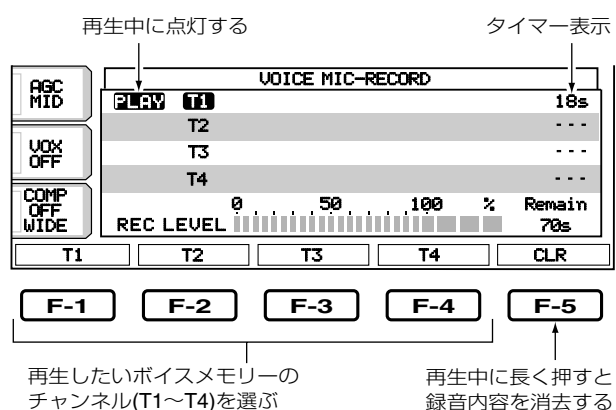 再生中に点灯する
タイマー表示
AGC
MID
VOICE MIC-RECORD
PLAY T1 18s
T2 ---
VOX
OFF
T3 ---
T4 ---
COMP
OFF
WIDE
0 50 100 % Remain
REC LEVEL 70s
T1 T2 T3 T4 CLR
F-1 F-2 F-3 F-4 F-5
再生したいボイスメモリーの
チャンネル(T1～T4)を選ぶ
再生中に長く押すと
録音内容を消去する